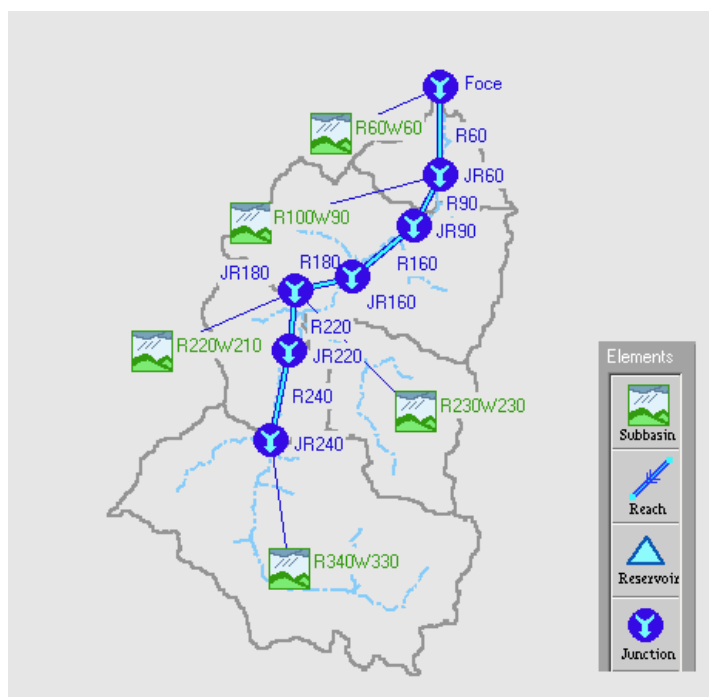 Foce
R60W60
R60
JR60
R90
R100W90
JR90
R160
R180
JR180
JR160
R220
R220W210
JR220
R240
R230W230
JR240
R340W330
Elements
Subbasin
Reach
Reservoir
Junction